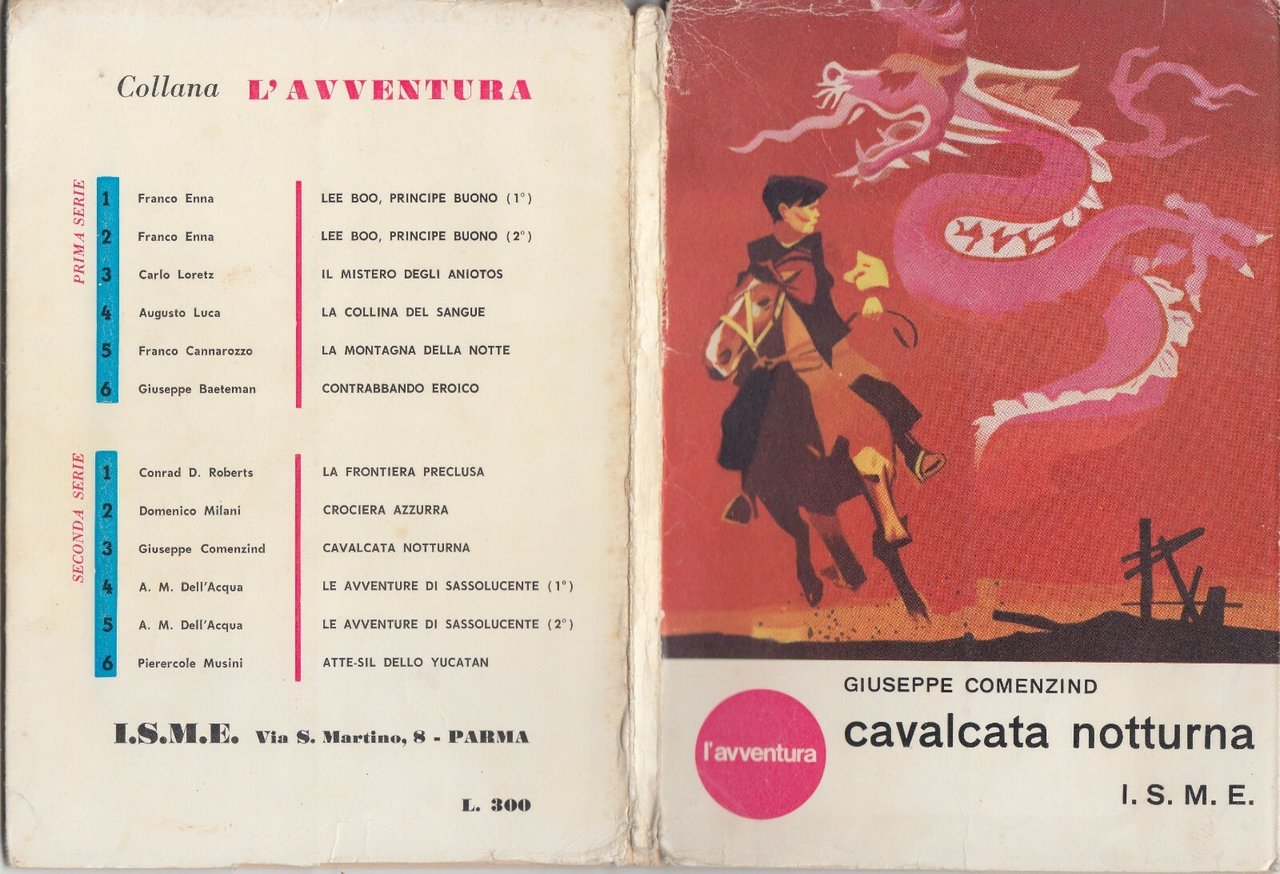 Collana L'AVVENTURA
PRIMA SERIE
1 Franco Enna LEE BOO, PRINCIPE BUONO (1°)
2 Franco Enna LEE BOO, PRINCIPE BUONO (2°)
3 Carlo Loretz IL MISTERO DEGLI ANIOTOS
4 Augusto Luca LA COLLINA DEL SANGUE
5 Franco Cannarozzo LA MONTAGNA DELLA NOTTE
6 Giuseppe Baeteman CONTRABBANDO EROICO
SECONDA SERIE
1 Conrad D. Roberts LA FRONTIERA PRECLUSA
2 Domenico Milani CROCIERA AZZURRA
3 Giuseppe Comenzind CAVALCATA NOTTURNA
4 A. M. Dell'Acqua LE AVVENTURE DI SASSOLUCENTE (1°)
5 A. M. Dell'Acqua LE AVVENTURE DI SASSOLUCENTE (2°)
6 Pierercole Musini ATTE-SIL DELLO YUCATAN
I.S.M.E. Via S. Martino, 8 - PARMA
L. 300
GIUSEPPE COMENZIND
cavalcata notturna
l'avventura
I. S. M. E.